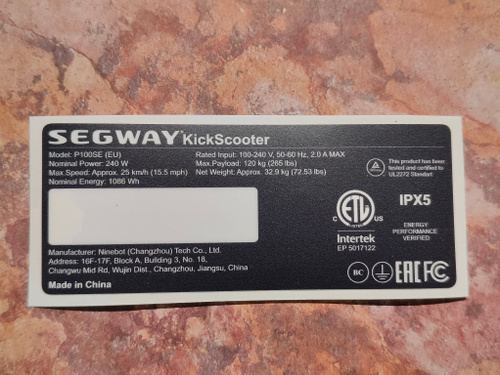 SEGWAY KickScooter
Model: P100SE (EU)
Nominal Power: 240 W
Max Speed: Approx. 25 km/h (15.5 mph)
Nominal Energy: 1086 Wh
Rated Input: 100-240 V, 50-60 Hz, 2.0 A MAX
Max.Payload: 120 kg (265 lbs)
Net Weight: Approx. 32.9 kg (72.53 lbs)
This product has been
tested and certified to
UL2272 Standart
C ETL US
Intertek
EP 5017122
IPX5
ENERGY
PERFORMANCE
VERIFIED
Manufacturer: Ninebot (Changzhou) Tech Co., Ltd.
Address: 16F-17F, Block A, Building 3, No. 18,
Changwu Mid Rd, Wujin Dist., Changzhou, Jiangsu, China
Made in China
BC EAC FC